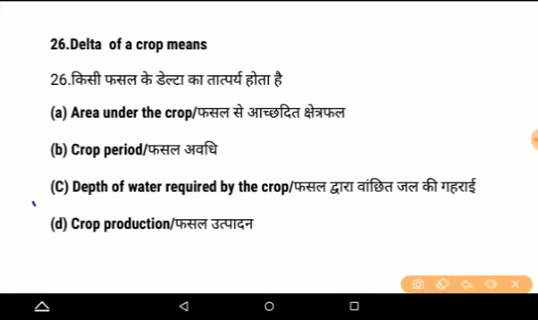 26.Delta of a crop means
26.किसी फसल के डेल्टा का तात्पर्य होता है
(a) Area under the crop/फसल से आच्छदित क्षेत्रफल
(b) Crop period/फसल अवधि
(C) Depth of water required by the crop/फसल द्वारा वांछित जल की गहराई
(d) Crop production/फसल उत्पादन